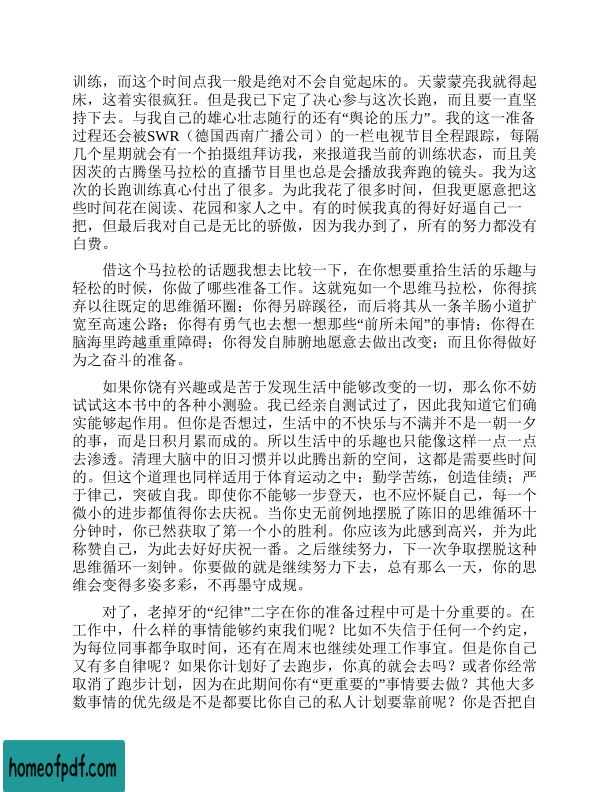 训练，而这个时间点我一般是绝对不会自觉起床的。天蒙蒙亮我就得起
床，这着实很疯狂。但是我已下定了决心参与这次长跑，而且要一直坚
持下去。与我自己的雄心壮志随行的还有“舆论的压力”。我的这一准备
过程还会被SWR（德国西南广播公司）的一栏电视节目全程跟踪，每隔
几个星期就会有一个拍摄组拜访我，来报道我当前的训练状态，而且美
因茨的古腾堡马拉松的直播节目里也总是会播放我奔跑的镜头。我为这
次的长跑训练真心付出了很多。为此我花了很多时间，但我更愿意把这
些时间花在阅读、花园和家人之中。有的时候我真的得好好逼自己一
把，但最后我对自己是无比的骄傲，因为我办到了，所有的努力都没有
白费。
借这个马拉松的话题我想去比较一下，在你想要重拾生活的乐趣与
轻松的时候，你做了哪些准备工作。这就宛如一个思维马拉松，你得摈
弃以往既定的思维循环圈；你得另辟蹊径，而后将其从一条羊肠小道扩
宽至高速公路；你得有勇气也去想一想那些“前所未闻”的事情；你得在
脑海里跨越重重障碍；你得发自肺腑地愿意去做出改变；而且你得做好
为之奋斗的准备。
如果你饶有兴趣或是苦于发现生活中能够改变的一切，那么你不妨
试试这本书中的各种小测验。我已经亲自测试过了，因此我知道它们确
实能够起作用。但你是否想过，生活中的不快乐与不满并不是一朝一夕
的事，而是日积月累而成的。所以生活中的乐趣也只能像这样一点一点
去渗透。清理大脑中的旧习惯并以此腾出新的空间，这都是需要些时间
的。但这个道理也同样适用于体育运动之中：勤学苦练，创造佳绩；严
于律己，突破自我。即使你不能够一步登天，也不应怀疑自己，每一个
微小的进步都值得你去庆祝。当你史无前例地摆脱了陈旧的思维循环十
分钟时，你已然获取了第一个小的胜利。你应该为此感到高兴，并为此
称赞自己，为此去好好庆祝一番。之后继续努力，下一次争取摆脱这种
思维循环一刻钟。你要做的就是继续努力下去，总有那么一天，你的思
维会变得多姿多彩，不再墨守成规。
对了，老掉牙的“纪律”二字在你的准备过程中可是十分重要的。在
工作中，什么样的事情能够约束我们呢？比如不失信于任何一个约定，
为每位同事都争取时间，还有在周末也继续处理工作事宜。但是你自己
又有多自律呢？如果你计划好了去跑步，你真的就会去吗？或者你经常
取消了跑步计划，因为在此期间你有“更重要的”事情要去做？其他大多
数事情的优先级是不是都要比你自己的私人计划要靠前呢？你是否把自
homeofpdf.com